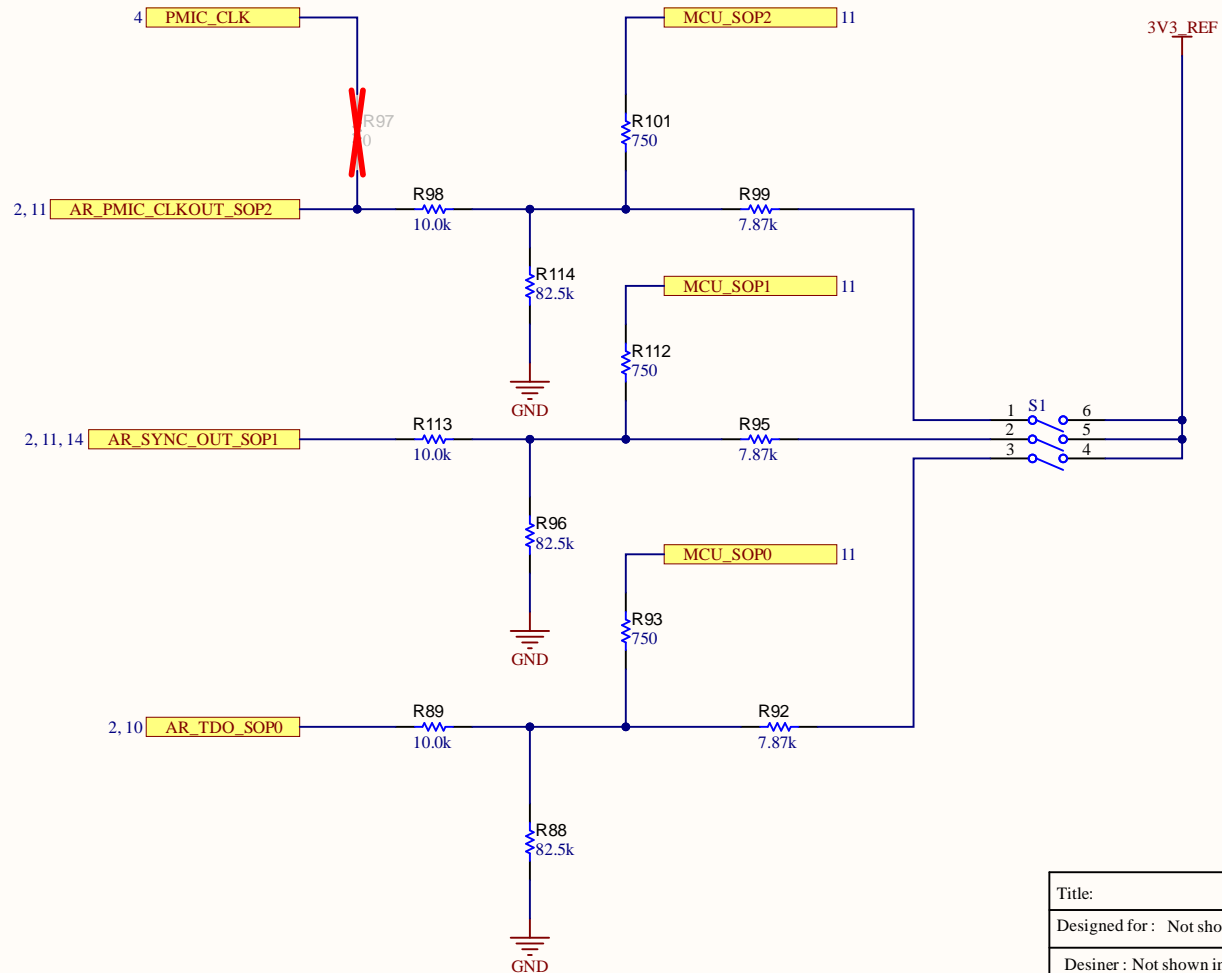 4 PMIC_CLK
MCU_SOP2 11
3V3_REF
R97
0
R101
750
2, 11 AR_PMIC_CLKOUT_SOP2
R98
10.0k
R99
7.87k
R114
82.5k
GND
MCU_SOP1 11
R112
750
2, 11, 14 AR_SYNC_OUT_SOP1
R113
10.0k
R95
7.87k
S1
1 6
2 5
3 4
R96
82.5k
GND
MCU_SOP0 11
R93
750
2, 10 AR_TDO_SOP0
R89
10.0k
R92
7.87k
R88
82.5k
GND
Title:
Designed for : Not sho
Desiner : Not shown in